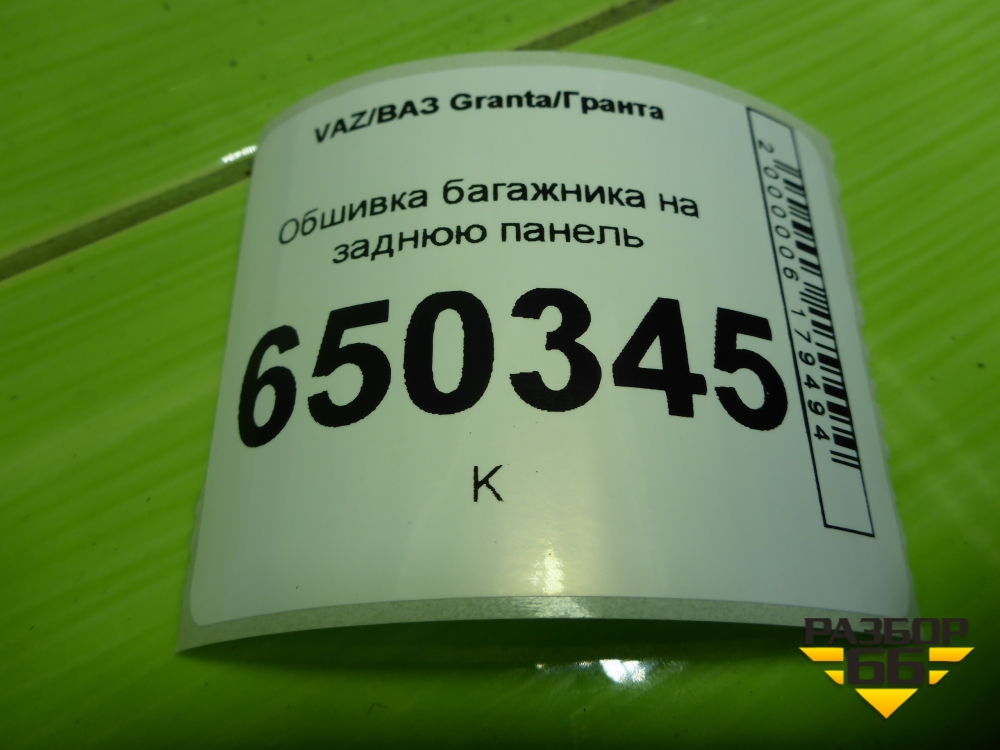 VAZ/ВАЗ Granta/Гранта
Обшивка багажника на
заднюю панель
650345
К
2000006179494
РАЗБОР
66